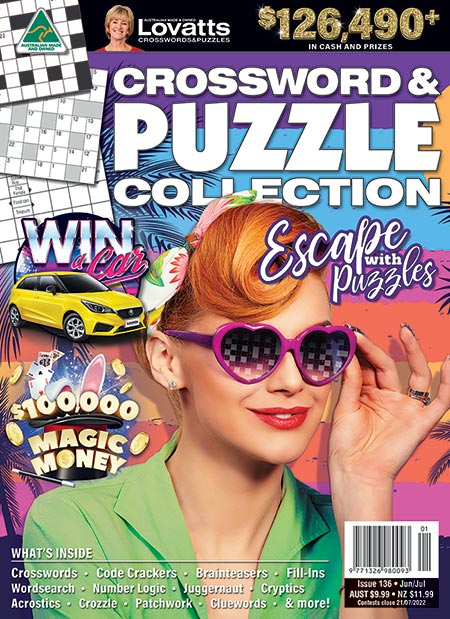 AUSTRALIAN MADE
AND OWNED
AUSTRALIAN MADE & OWNED
Lovatts
CROSSWORDS&PUZZLES
$126,490+
IN CASH AND PRIZES
CROSSWORD &
PUZZLE
COLLECTION
WIN
a Car
Escape
with
Puzzles
$100,000
MAGIC
MONEY
WHAT'S INSIDE
Crosswords • Code Crackers • Brainteasers • Fill-Ins
Wordsearch • Number Logic • Juggernaut • Cryptics
Acrostics • Crozzle • Patchwork • Cluewords • & more!
01
9 771326 980093
Issue 136 • Jun/Jul
AUST $9.99 • NZ $11.99
Contests close 21/07/2022